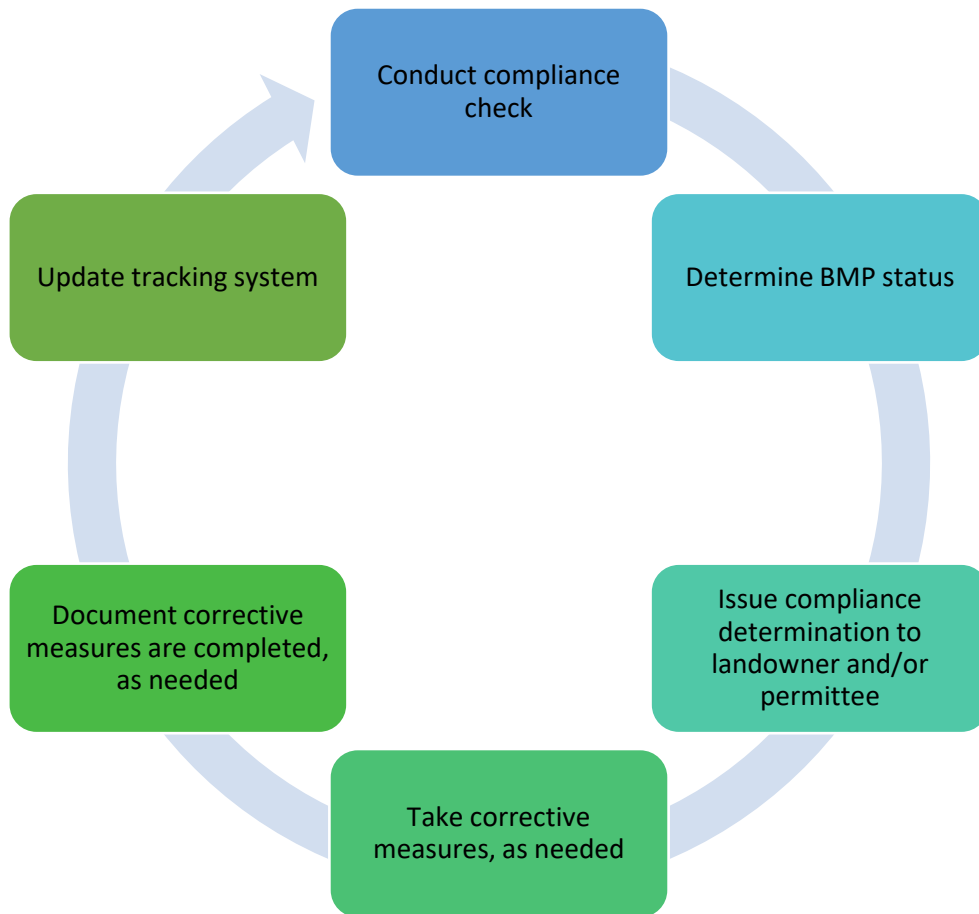 Conduct compliance
check
Determine BMP status
Issue compliance
determination to
landowner and/or
permittee
Take corrective
measures, as needed
Document corrective
measures are completed,
as needed
Update tracking system